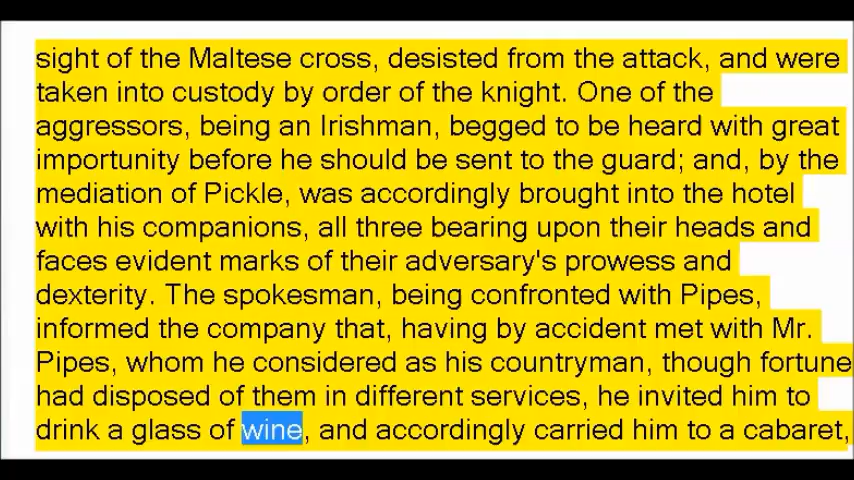 sight of the Maltese cross, desisted from the attack, and were
taken into custody by order of the knight. One of the
aggressors, being an Irishman, begged to be heard with great
importunity before he should be sent to the guard; and, by the
mediation of Pickle, was accordingly brought into the hotel
with his companions, all three bearing upon their heads and
faces evident marks of their adversary's prowess and
dexterity. The spokesman, being confronted with Pipes,
informed the company that, having by accident met with Mr.
Pipes, whom he considered as his countryman, though fortune
had disposed of them in different services, he invited him to
drink a glass of wine, and accordingly carried him to a cabaret,